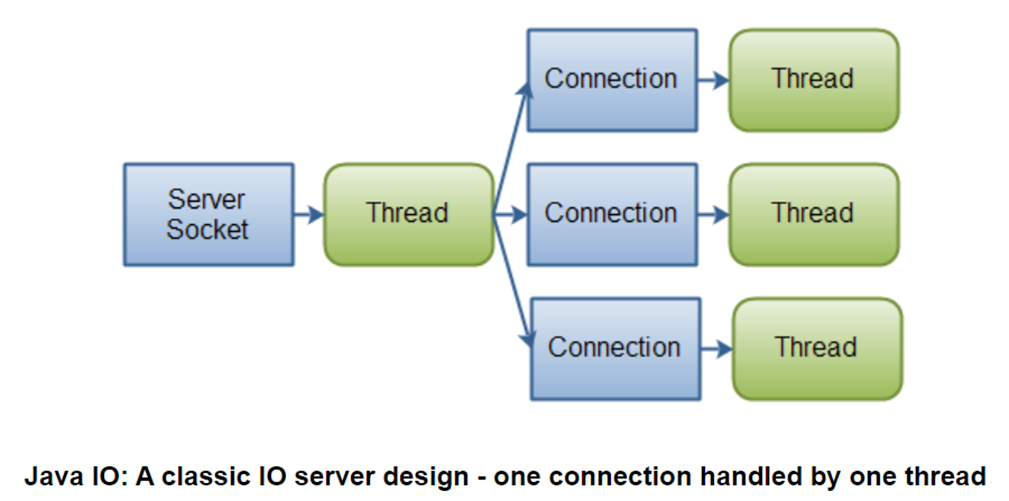 Connection
Thread
Server
Socket
Thread
Connection
Thread
Connection
Thread
Java IO: A classic IO server design - one connection handled by one thread